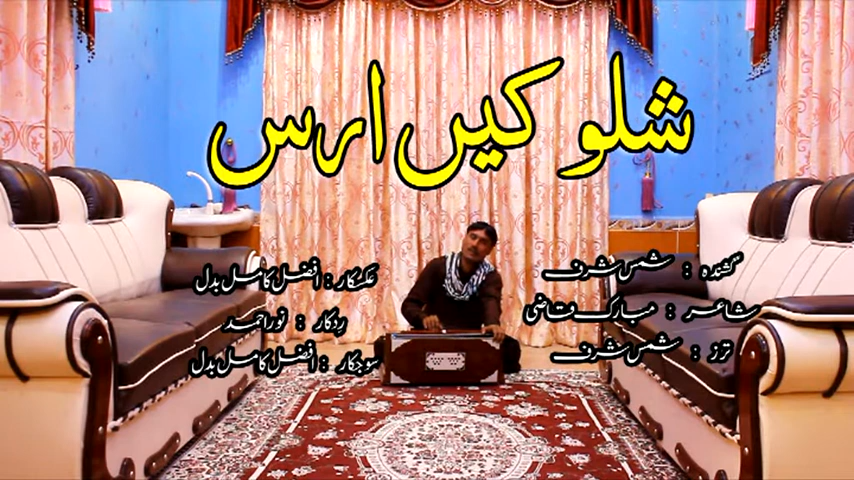 شلو کیں ارس
گشندہ : شمس شرف
شاعر : مبارک قاضی
ترز : شمس شرف
عکسکار : افضل کامل بدل
ردکار : نور احمد
سوجکار : افضل کامل بدل